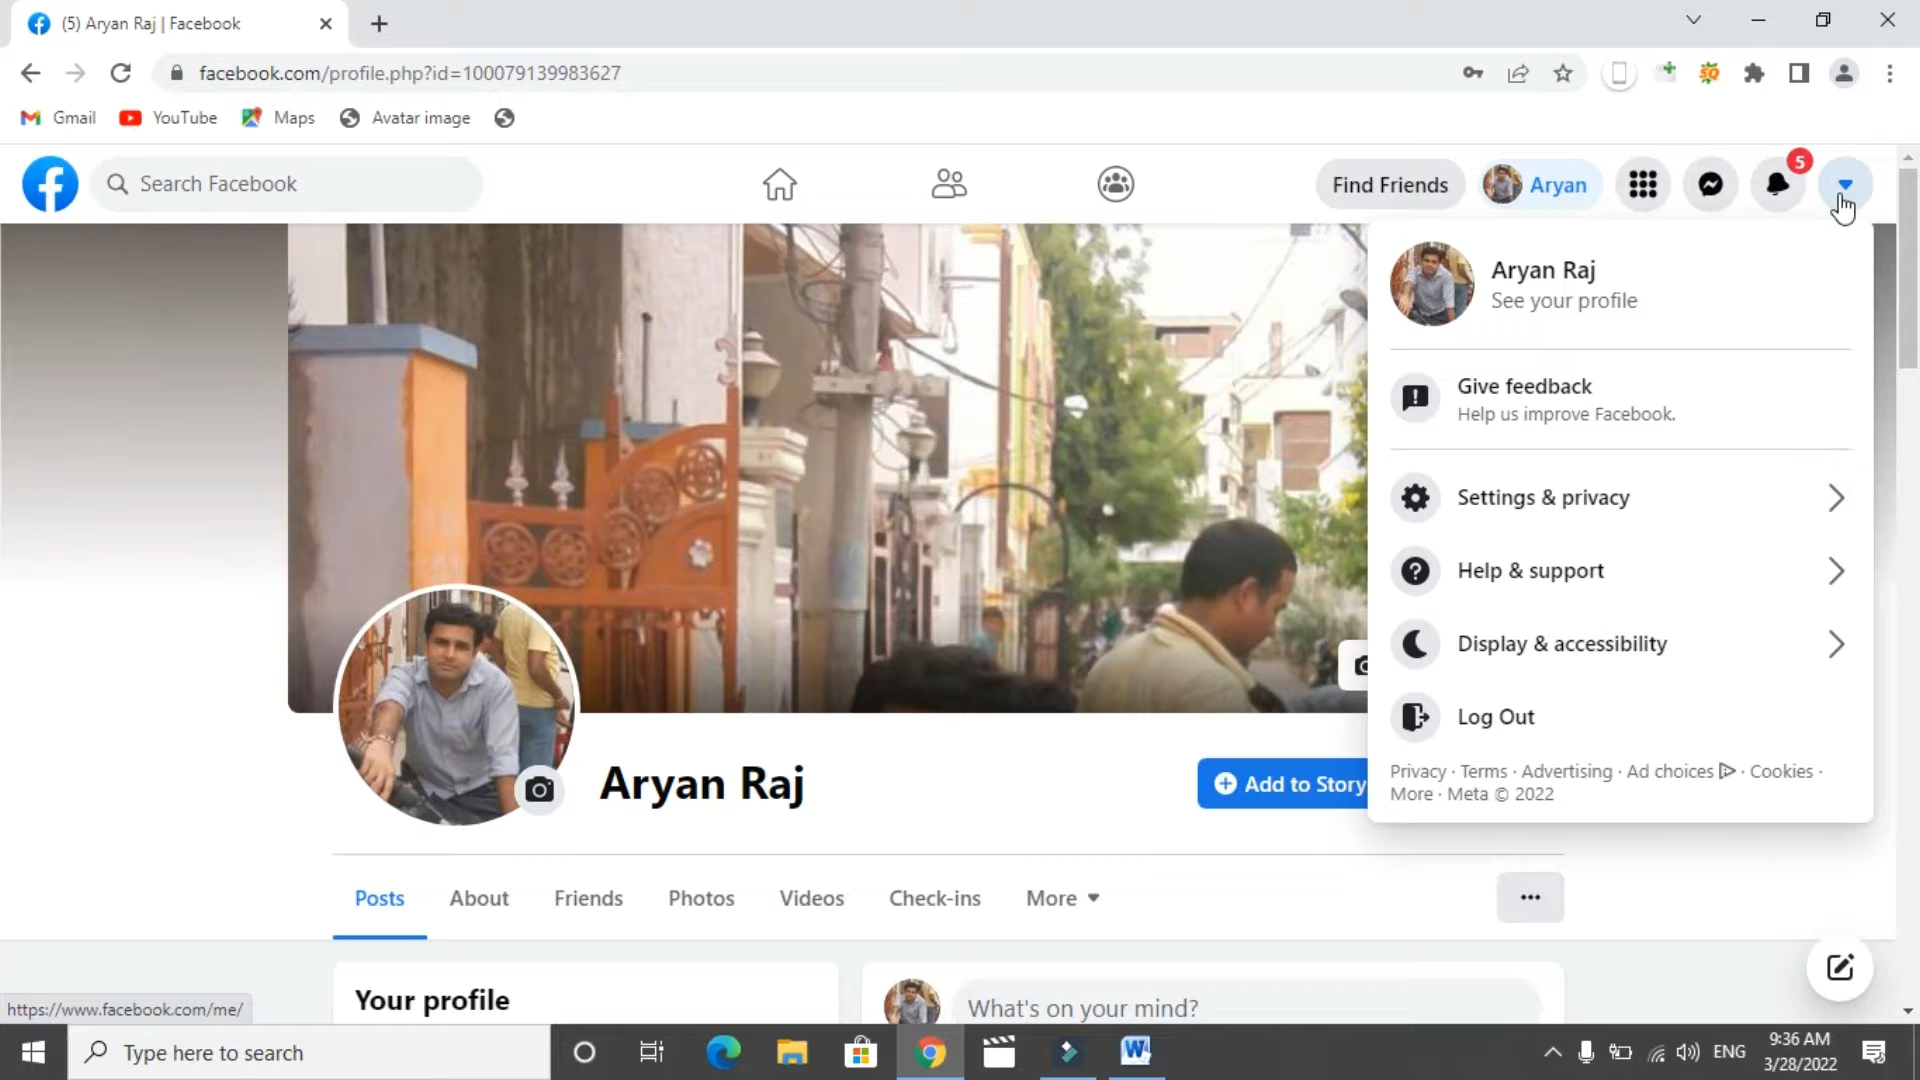 (5) Aryan Raj | Facebook
facebook.com/profile.php?id=100079139983627
SQ
Gmail YouTube Maps Avatar image
Search Facebook
Find Friends Aryan 5
Aryan Raj
See your profile
Give feedback
Help us improve Facebook.
Settings & privacy
Help & support
Display & accessibility
Log Out
Privacy · Terms · Advertising · Ad choices · Cookies ·
More · Meta © 2022
Aryan Raj
Add to Story
Posts About Friends Photos Videos Check-ins More
Your profile
What's on your mind?
https://www.facebook.com/me/
Type here to search
W
ENG
9:36 AM
3/28/2022